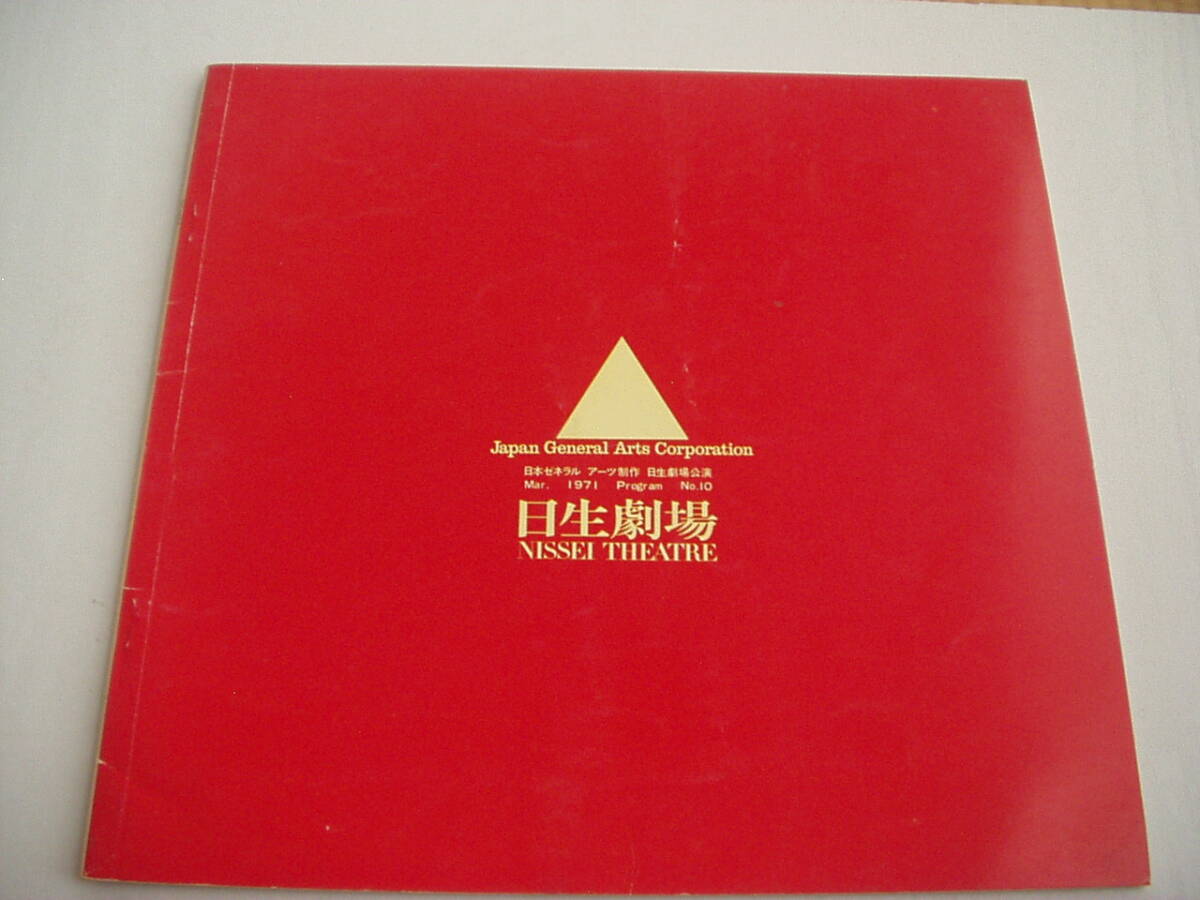 Japan General Arts Corporation
日本ゼネラル アーツ制作 日生劇場公演
Mar. 1971 Program No.10
日生劇場
NISSEI THEATRE